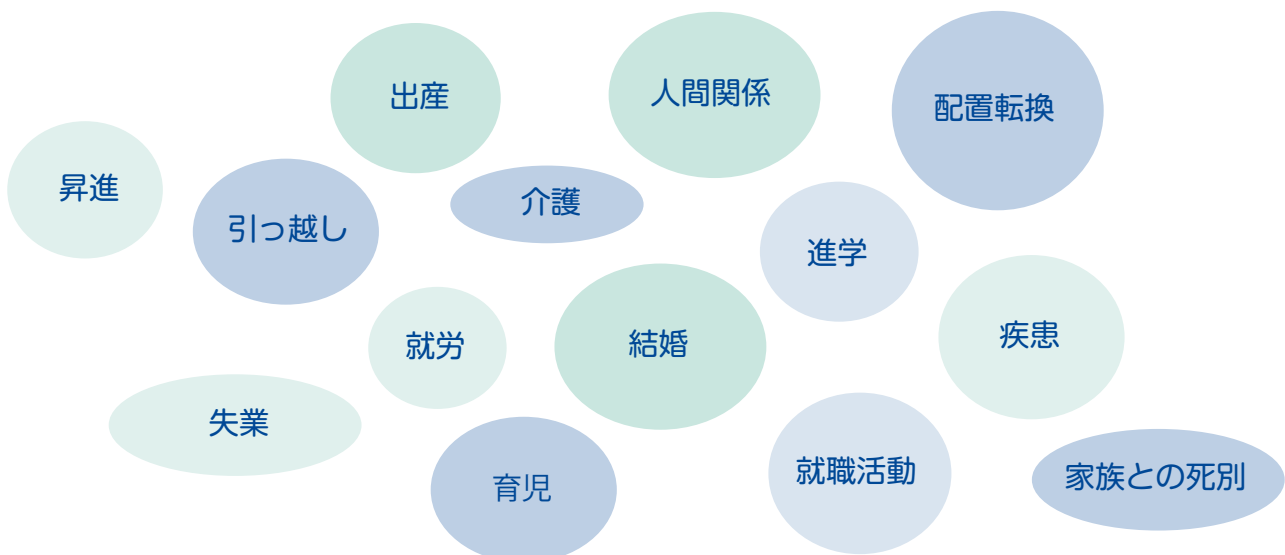 出産
人間関係
配置転換
昇進
引っ越し
介護
進学
就労
結婚
疾患
失業
育児
就職活動
家族との死別